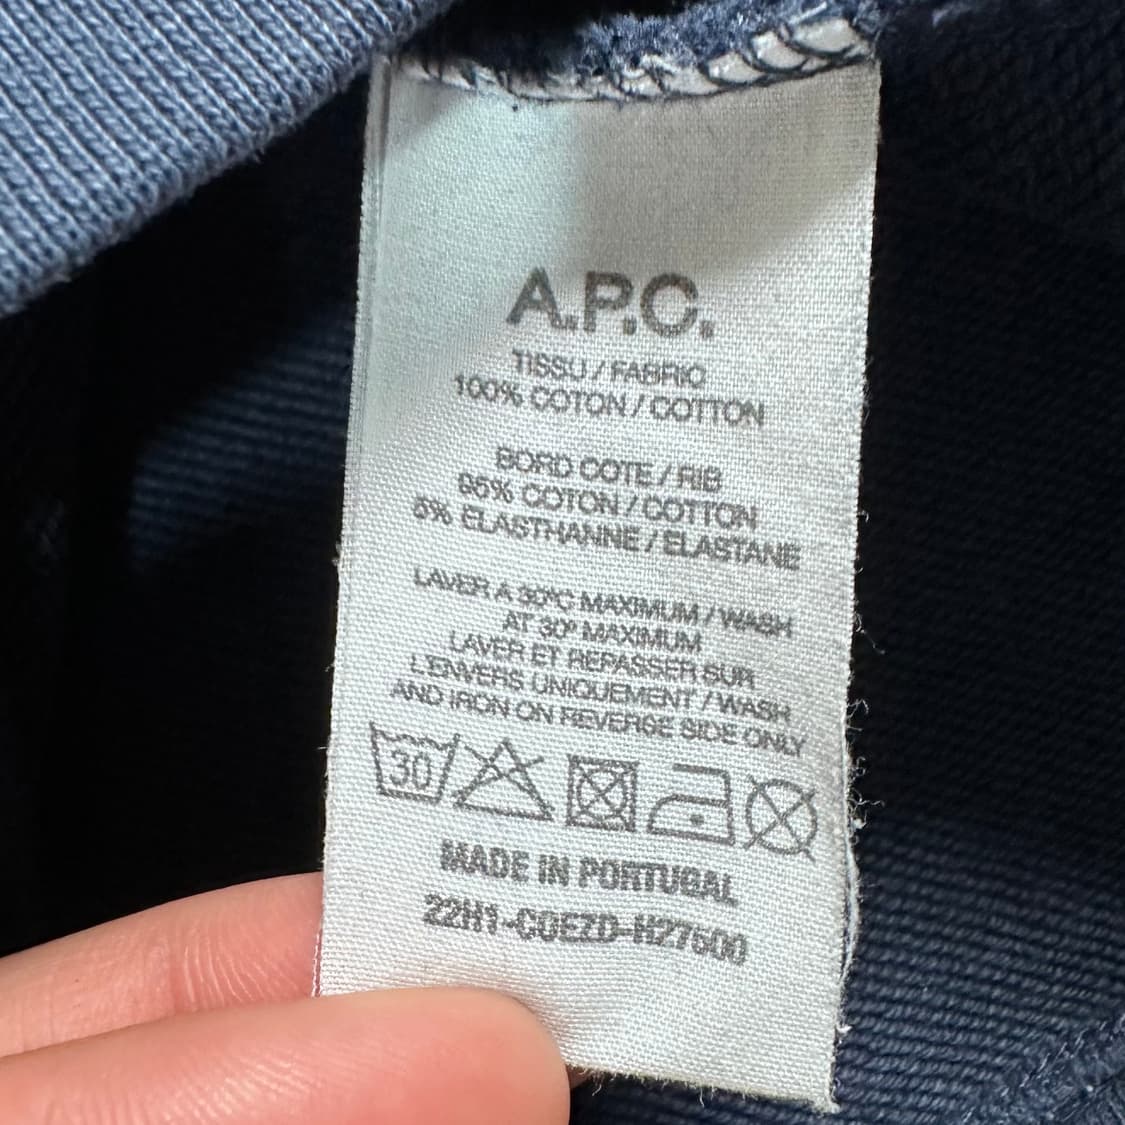 A.P.C.
TISSU / FABRIC
100% COTON / COTTON
BORD COTE / RIB
95% COTON / COTTON
5% ELASTHANNE / ELASTANE
LAVER A 30°C MAXIMUM / WASH
AT 30° MAXIMUM
LAVER ET REPASSER SUR
L'ENVERS UNIQUEMENT / WASH
AND IRON ON REVERSE SIDE ONLY
30
MADE IN PORTUGAL
22H1-COEZD-H27600